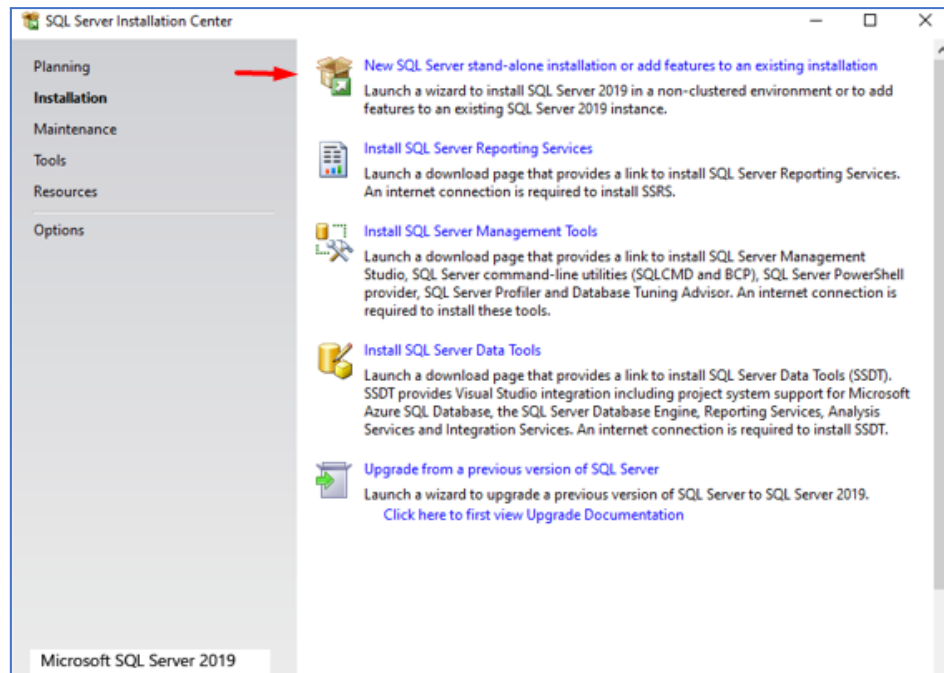 SQL Server Installation Center
Planning
Installation
Maintenance
Tools
Resources
Options
New SQL Server stand-alone installation or add features to an existing installation
Launch a wizard to install SQL Server 2019 in a non-clustered environment or to add
features to an existing SQL Server 2019 instance.
Install SQL Server Reporting Services
Launch a download page that provides a link to install SQL Server Reporting Services.
An internet connection is required to install SSRS.
Install SQL Server Management Tools
Launch a download page that provides a link to install SQL Server Management
Studio, SQL Server command-line utilities (SQLCMD and BCP), SQL Server PowerShell
provider, SQL Server Profiler and Database Tuning Advisor. An internet connection is
required to install these tools.
Install SQL Server Data Tools
Launch a download page that provides a link to install SQL Server Data Tools (SSDT).
SSDT provides Visual Studio integration including project system support for Microsoft
Azure SQL Database, the SQL Server Database Engine, Reporting Services, Analysis
Services and Integration Services. An internet connection is required to install SSDT.
Upgrade from a previous version of SQL Server
Launch a wizard to upgrade a previous version of SQL Server to SQL Server 2019.
Click here to first view Upgrade Documentation
Microsoft SQL Server 2019